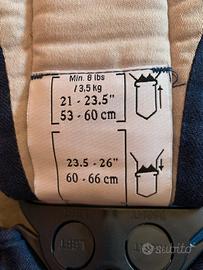 Min. 8 lbs
/ 3,5 kg
21 - 23.5"
53 - 60 cm
23.5 - 26"
60 - 66 cm
LEFT
subito